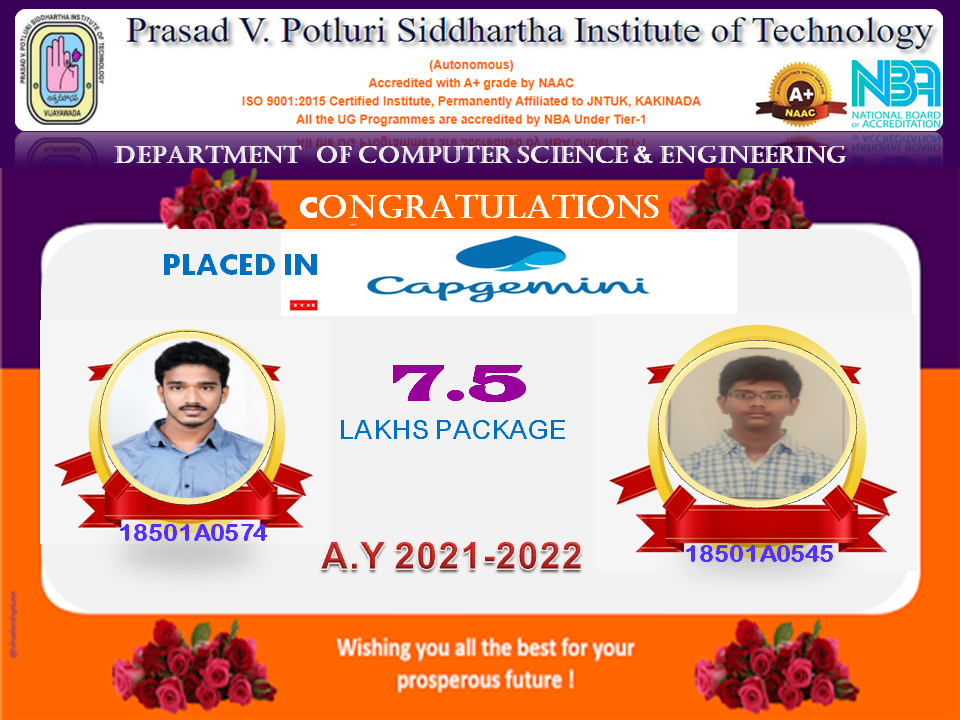 Prasad V. Potluri Siddhartha Institute of Technology
(Autonomous)
Accredited with A+ grade by NAAC
ISO 9001:2015 Certified Institute, Permanently Affiliated to JNTUK, KAKINADA
All the UG Programmes are accredited by NBA Under Tier-1
PRASAD V. POTLURI SIDDHARTHA INSTITUTE OF TECHNOLOGY
VIJAYAWADA
A+
NAAC
NBA
NATIONAL BOARD
OF ACCREDITATION
DEPARTMENT OF COMPUTER SCIENCE & ENGINEERING
CONGRATULATIONS
PLACED IN
Capgemini
TO!
7.5
LAKHS PACKAGE
18501A0574
18501A0545
A.Y 2021-2022
Wishing you all the best for your
prosperous future !